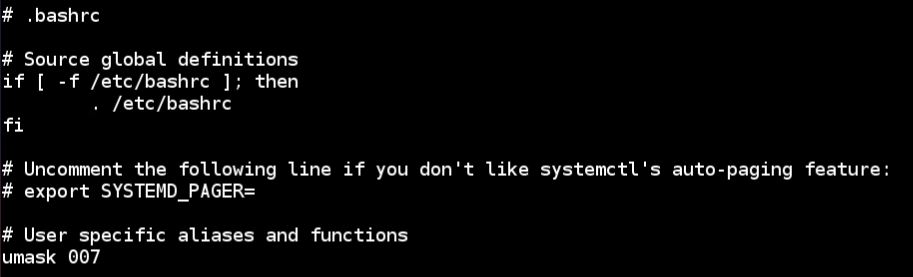 # .bashrc
# Source global definitions
if [ -f /etc/bashrc ]; then
        . /etc/bashrc
fi
# Uncomment the following line if you don't like systemctl's auto-paging feature:
# export SYSTEMD_PAGER=
# User specific aliases and functions
umask 007